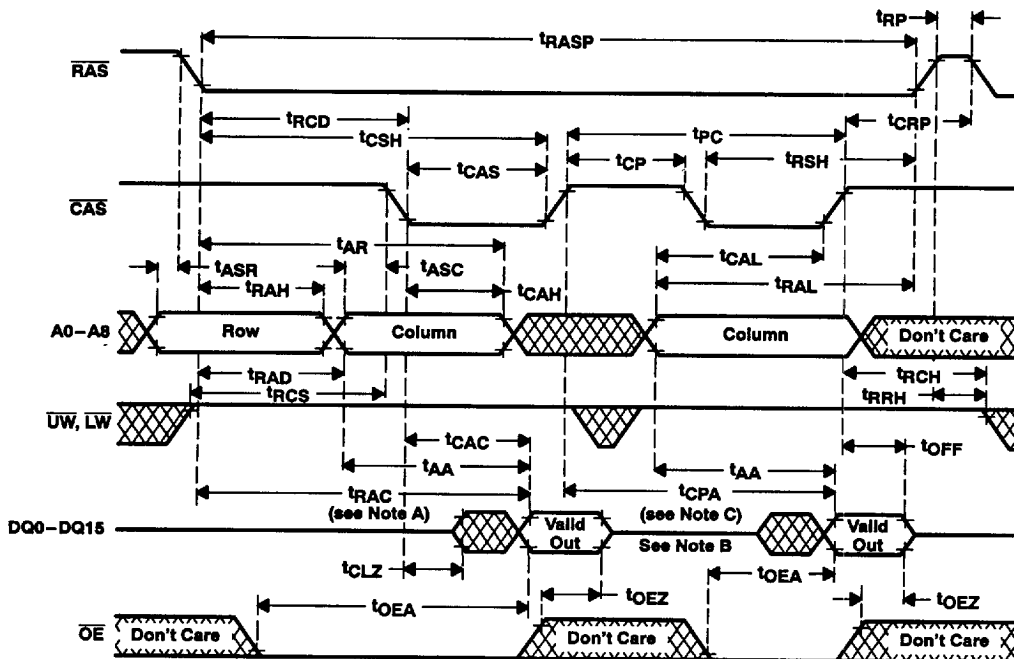 tRP
tRASP
RAS
tRCD
tCRP
tCSH
tPC
tCAS
tCP
tRSH
CAS
tAR
tASR
tASC
tCAL
tRAH
tCAH
tRAL
A0–A8
Row
Column
Column
Don't Care
tRAD
tRCH
tRCS
tRRH
UW, LW
tCAC
tOFF
tAA
tAA
tRAC
tCPA
(see Note A)
(see Note C)
DQ0–DQ15
Valid
Out
See Note B
Valid
Out
tCLZ
tOEA
tOEA
tOEZ
tOEZ
OE
Don't Care
Don't Care
Don't Care